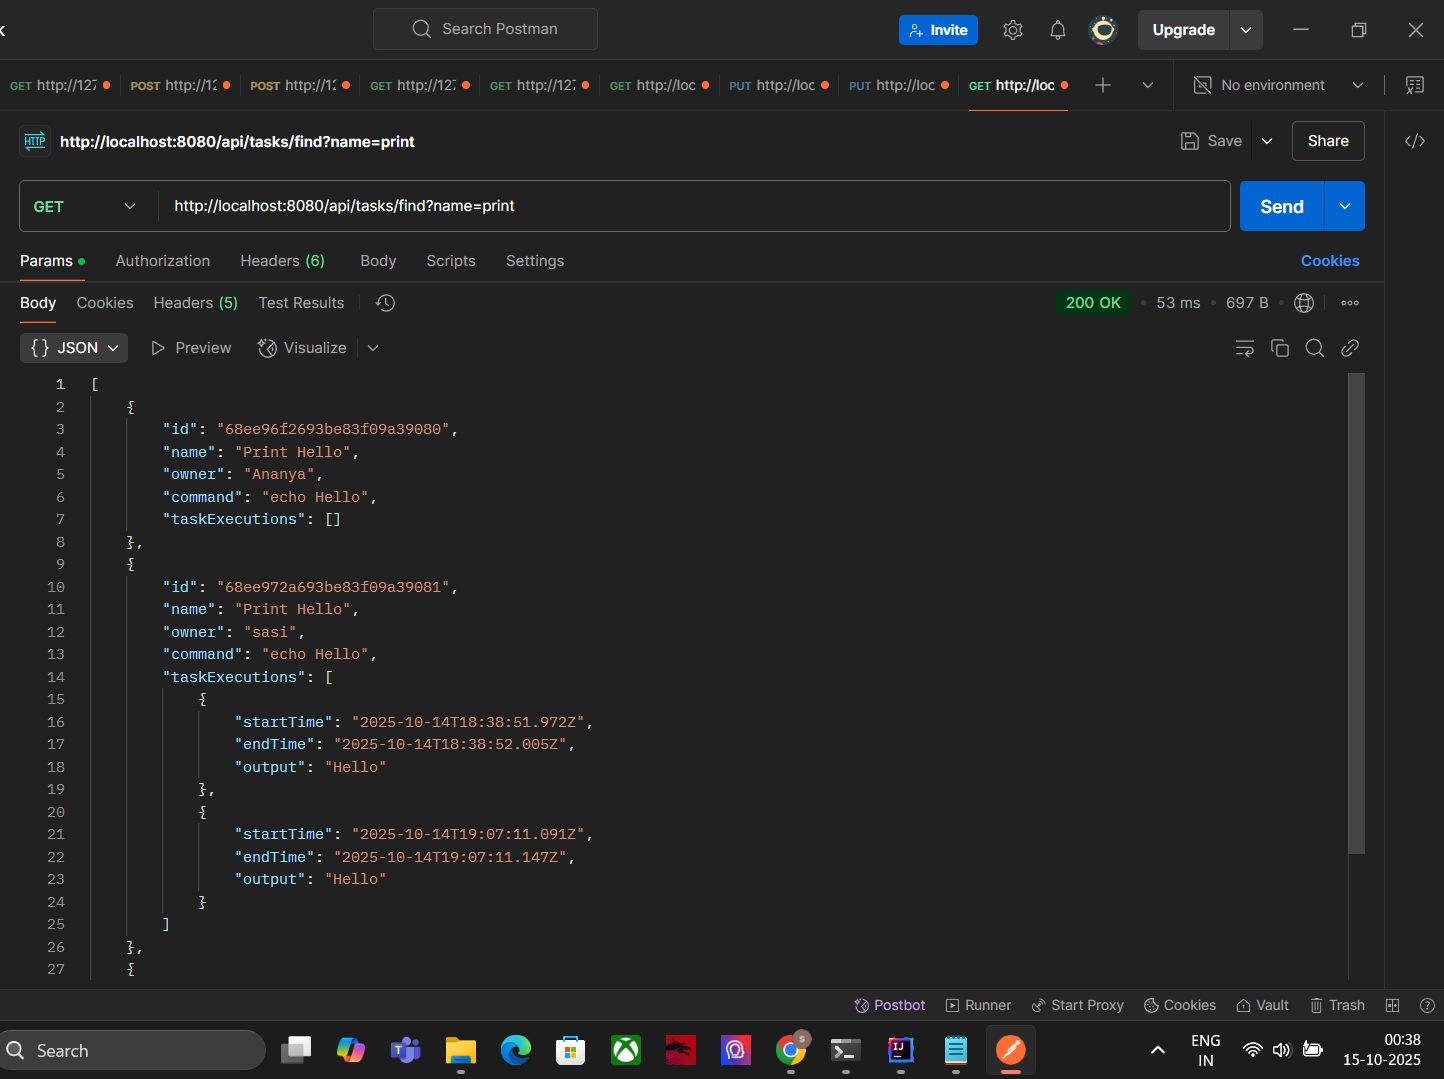 Search Postman
Invite
Upgrade
GET http://127
POST http://12
POST http://12
GET http://127
GET http://127
GET http://loc
PUT http://loc
PUT http://loc
GET http://loc
No environment
HTTP
http://localhost:8080/api/tasks/find?name=print
Save
Share
GET
http://localhost:8080/api/tasks/find?name=print
Send
Params
Authorization
Headers (6)
Body
Scripts
Settings
Cookies
Body
Cookies
Headers (5)
Test Results
200 OK
53 ms
697 B
{} JSON
Preview
Visualize
1 [
2 {
3 "id": "68ee96f2693be83f09a39080",
4 "name": "Print Hello",
5 "owner": "Ananya",
6 "command": "echo Hello",
7 "taskExecutions": []
8 },
9 {
10 "id": "68ee972a693be83f09a39081",
11 "name": "Print Hello",
12 "owner": "sasi",
13 "command": "echo Hello",
14 "taskExecutions": [
15 {
16 "startTime": "2025-10-14T18:38:51.972Z",
17 "endTime": "2025-10-14T18:38:52.005Z",
18 "output": "Hello"
19 },
20 {
21 "startTime": "2025-10-14T19:07:11.091Z",
22 "endTime": "2025-10-14T19:07:11.147Z",
23 "output": "Hello"
24 }
25 ]
26 },
27 {
Postbot
Runner
Start Proxy
Cookies
Vault
Trash
Search
ENG
IN
00:38
15-10-2025